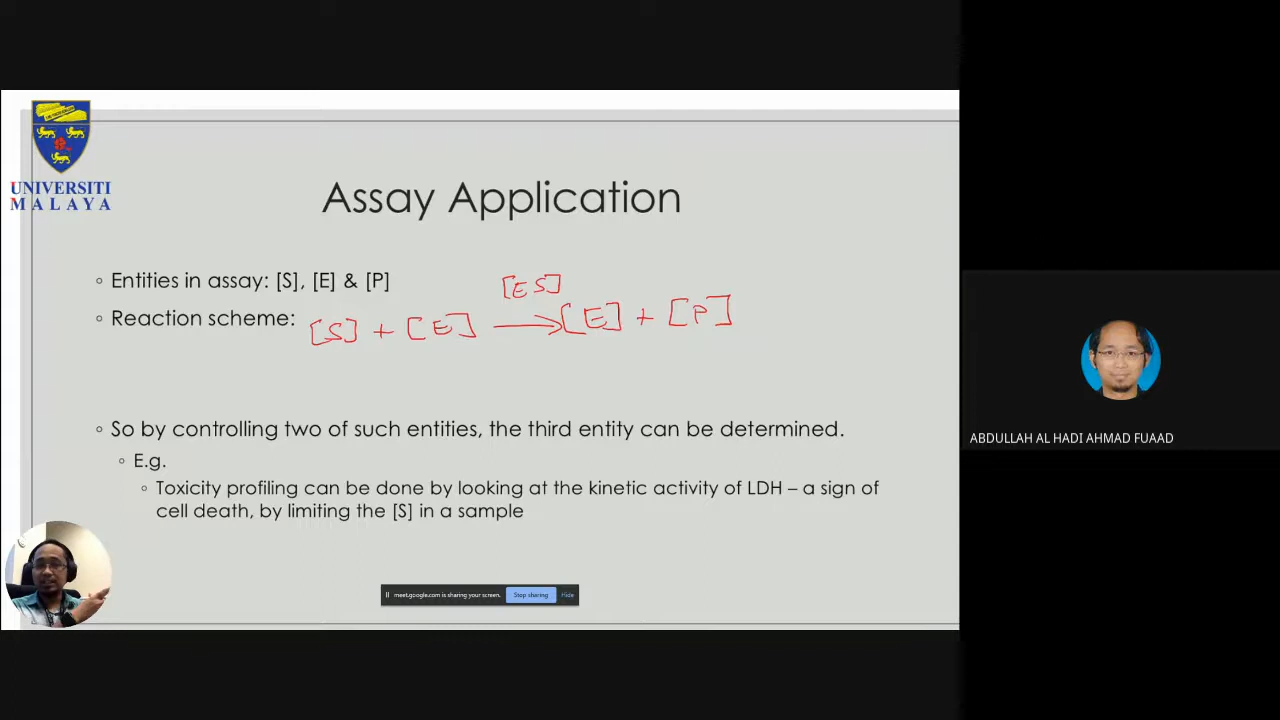 UNIVERSITI
MALAYA
Assay Application
◦ Entities in assay: [S], [E] & [P]
[ES]
◦ Reaction scheme: [S] + [E] ⟶ [E] + [P]
◦ So by controlling two of such entities, the third entity can be determined.
◦ E.g.
◦ Toxicity profiling can be done by looking at the kinetic activity of LDH – a sign of
cell death, by limiting the [S] in a sample
meet.google.com is sharing your screen. Stop sharing Hide
ABDULLAH AL HADI AHMAD FUAAD